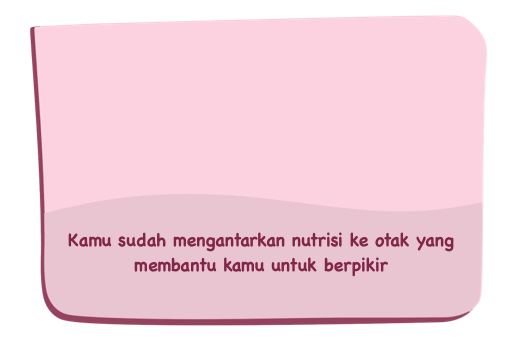 Kamu sudah mengantarkan nutrisi ke otak yang
membantu kamu untuk berpikir